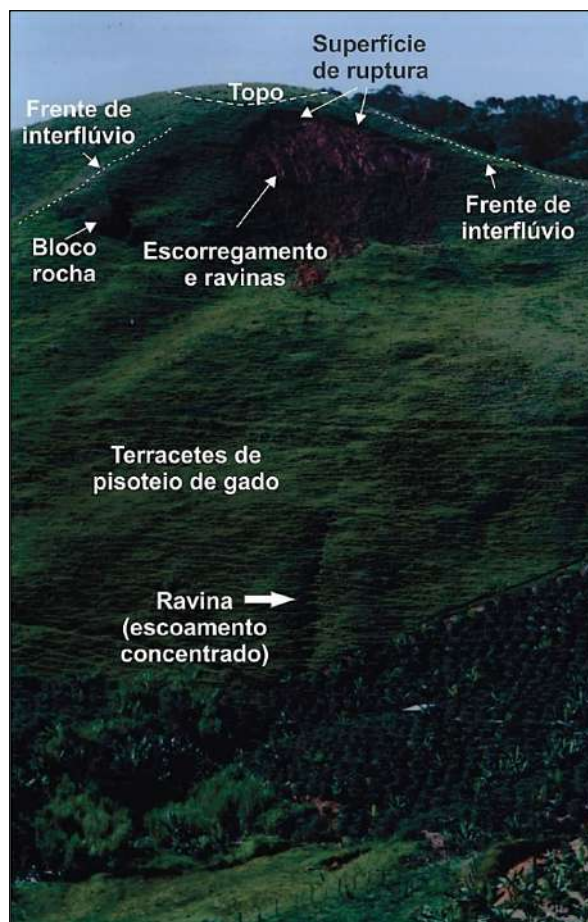 Superfície
de ruptura
Topo
Frente de
interflúvio
Frente de
interflúvio
Bloco
rocha
Escorregamento
e ravinas
Terracetes de
pisoteio de gado
Ravina
(escoamento
concentrado)